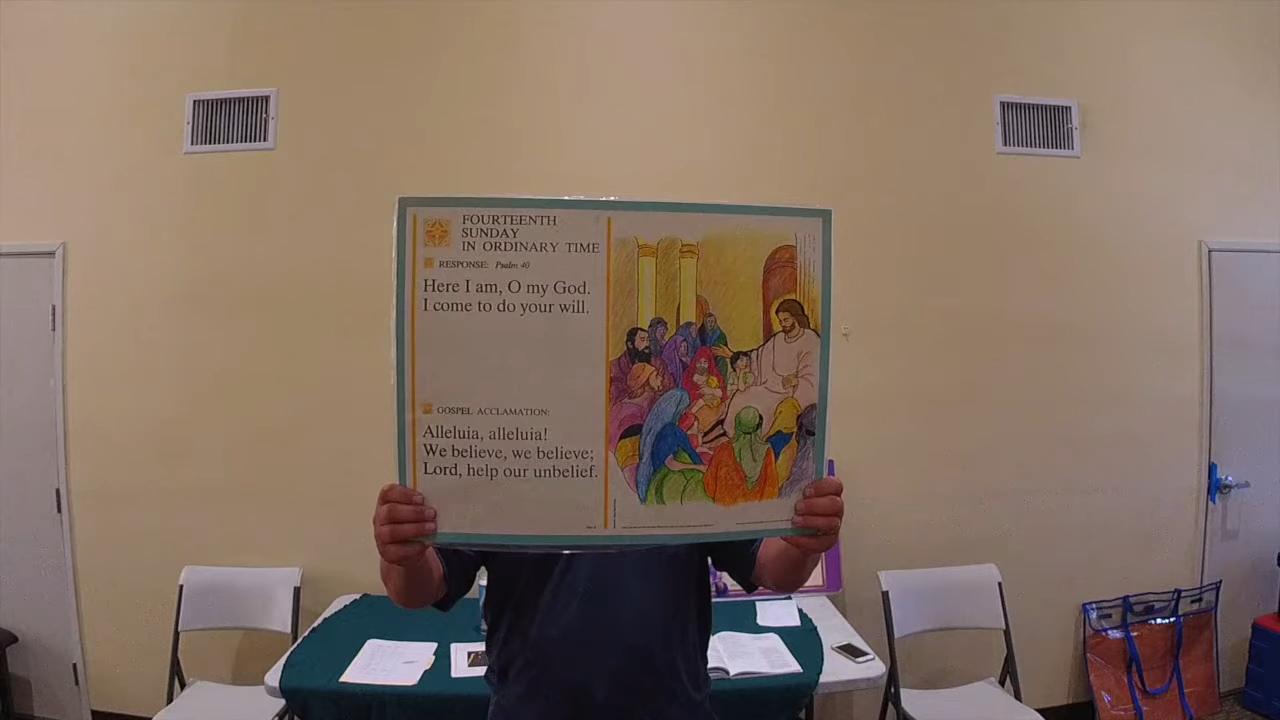 FOURTEENTH
SUNDAY
IN ORDINARY TIME
RESPONSE: Psalm 40
Here I am, O my God.
I come to do your will.
GOSPEL ACCLAMATION:
Alleluia, alleluia!
We believe, we believe;
Lord, help our unbelief.